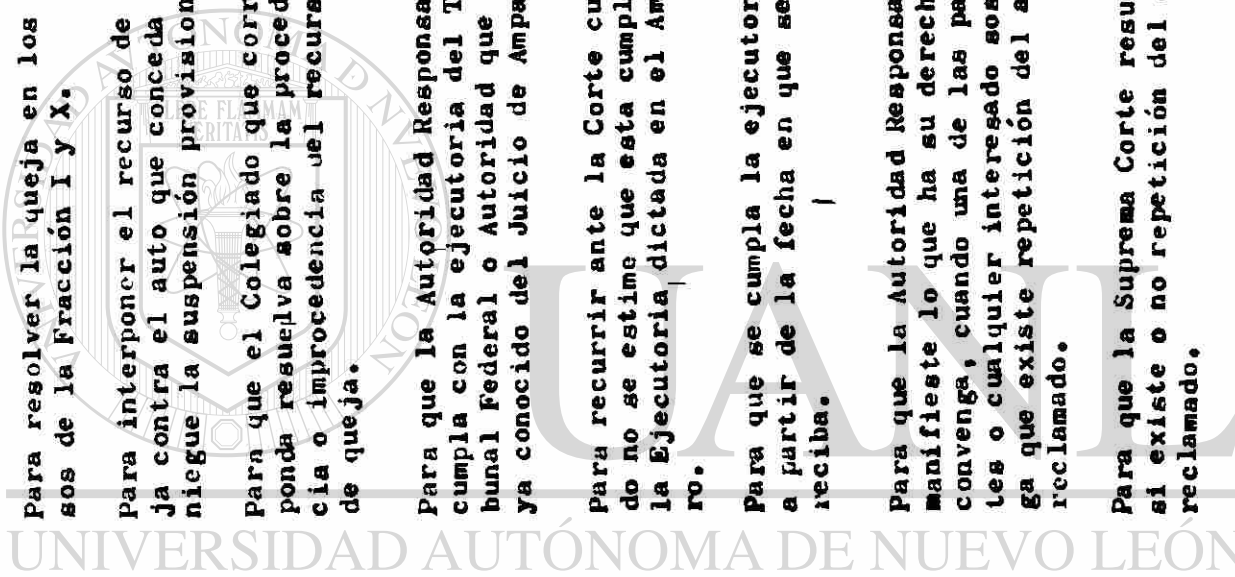 Para resolver la queja en los
sos de la Fracción I y X.
Para interponer el recurso de
ja contra el auto que conceda
niegue la suspensión provision
Para que el Colegiado que corr
ponda resuelva sobre la proced
cia o improcedencia del recurs
de queja.
Para que la Autoridad Responsa
cumpla con la ejecutoria del T
bunal Federal o Autoridad que
ya conocido del Juicio de Ampa
Para recurrir ante la Corte cu
do no se estime que esta cumpl
la Ejecutoria dictada en el Am
ro.
Para que se cumpla la ejecutor
a partir de la fecha en que se
reciba.
Para que la Autoridad Responsa
manifieste lo que ha su derech
convenga, cuando una de las pa
tes o cualquier interesado sos
ga que existe repetición del a
reclamado.
Para que la Suprema Corte resu
si existe o no repetición del
reclamado.
UANL
UNIVERSIDAD AUTÓNOMA DE NUEVO LEÓN